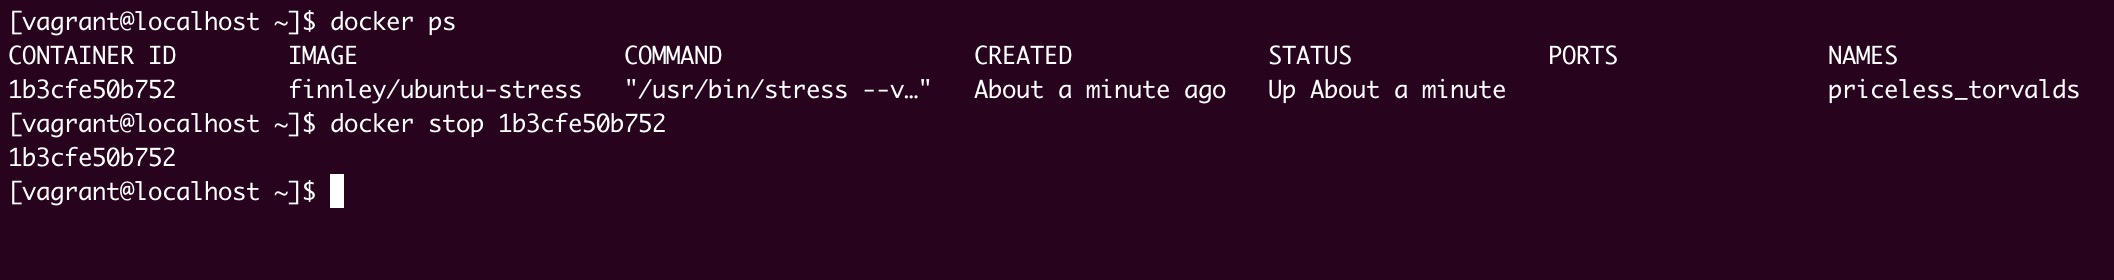 [vagrant@localhost ~]$ docker ps
CONTAINER ID        IMAGE                   COMMAND                  CREATED              STATUS              PORTS               NAMES
1b3cfe50b752        finnley/ubuntu-stress   "/usr/bin/stress --v…"   About a minute ago   Up About a minute                       priceless_torvalds
[vagrant@localhost ~]$ docker stop 1b3cfe50b752
1b3cfe50b752
[vagrant@localhost ~]$